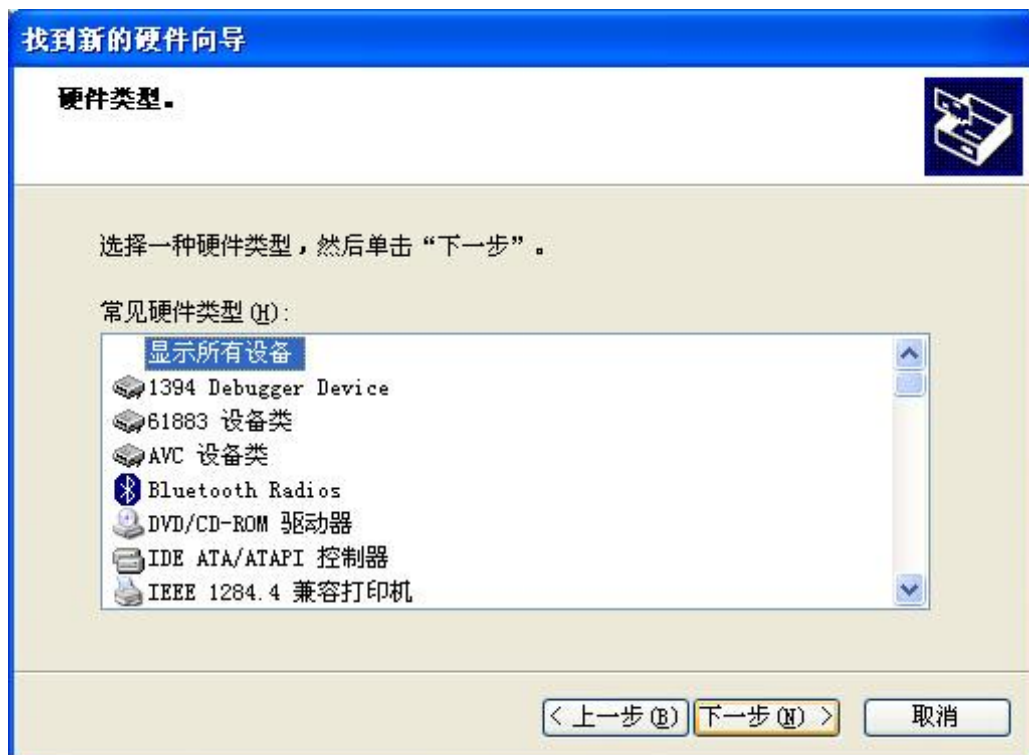 找到新的硬件向导
硬件类型。
选择一种硬件类型，然后单击“下一步”。
常见硬件类型(H):
显示所有设备
1394 Debugger Device
61883 设备类
AVC 设备类
Bluetooth Radios
DVD/CD-ROM 驱动器
IDE ATA/ATAPI 控制器
IEEE 1284.4 兼容打印机
< 上一步(B) 下一步(N) > 取消